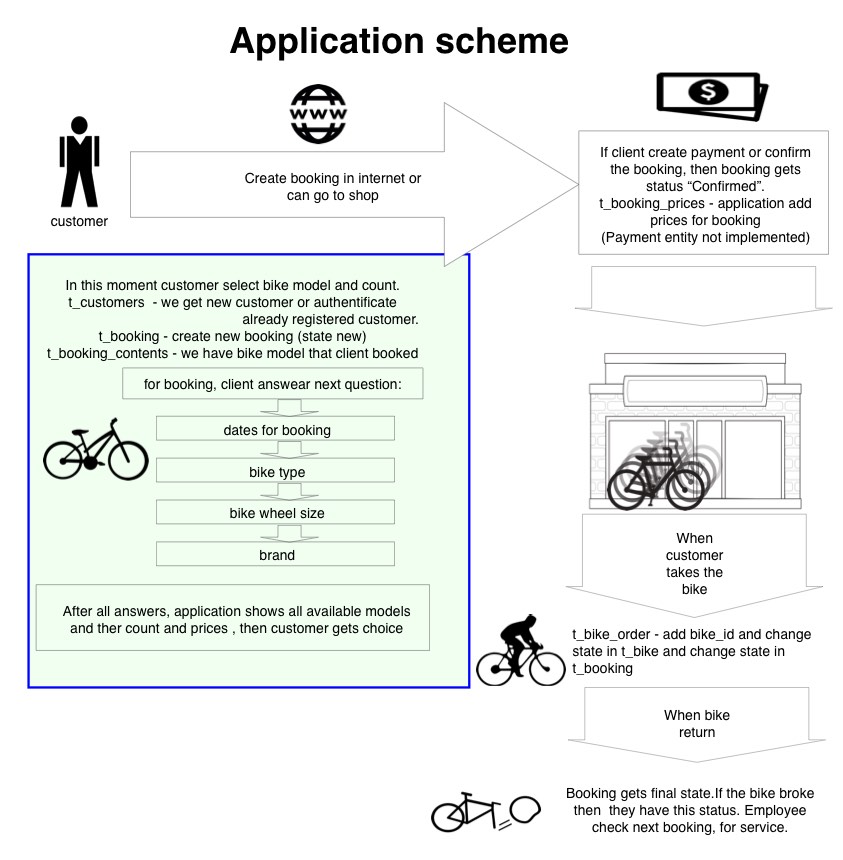 Application scheme
WWW
$
customer
Create booking in internet or
can go to shop
If client create payment or confirm
the booking, then booking gets
status “Confirmed”.
t_booking_prices - application add
prices for booking
(Payment entity not implemented)
In this moment customer select bike model and count.
t_customers - we get new customer or authentificate
already registered customer.
t_booking - create new booking (state new)
t_booking_contents - we have bike model that client booked
for booking, client answear next question:
dates for booking
bike type
bike wheel size
brand
After all answers, application shows all available models
and ther count and prices , then customer gets choice
When
customer
takes the
bike
t_bike_order - add bike_id and change
state in t_bike and change state in
t_booking
When bike
return
Booking gets final state.If the bike broke
then they have this status. Employee
check next booking, for service.